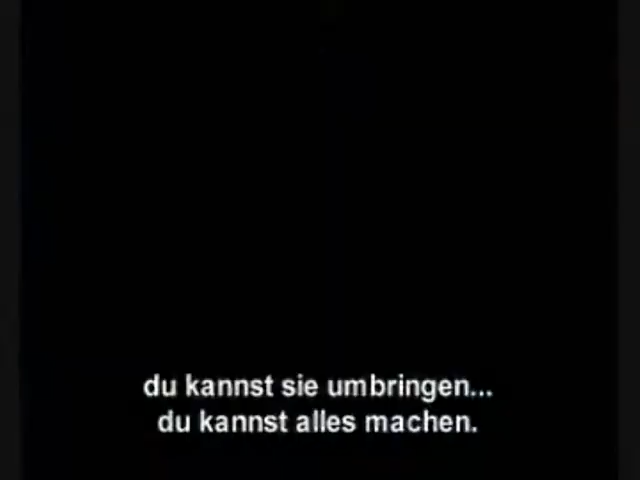 du kannst sie umbringen...
du kannst alles machen.